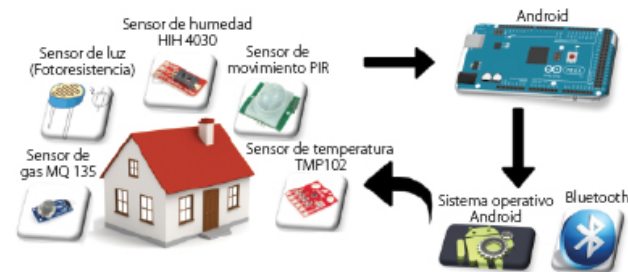 Sensor de humedad
HIH 4030
Sensor de luz
(Fotoresistencia)
Sensor de
movimiento PIR
Android
Sensor de
gas MQ 135
Sensor de temperatura
TMP102
Sistema operativo
Android
Bluetooth